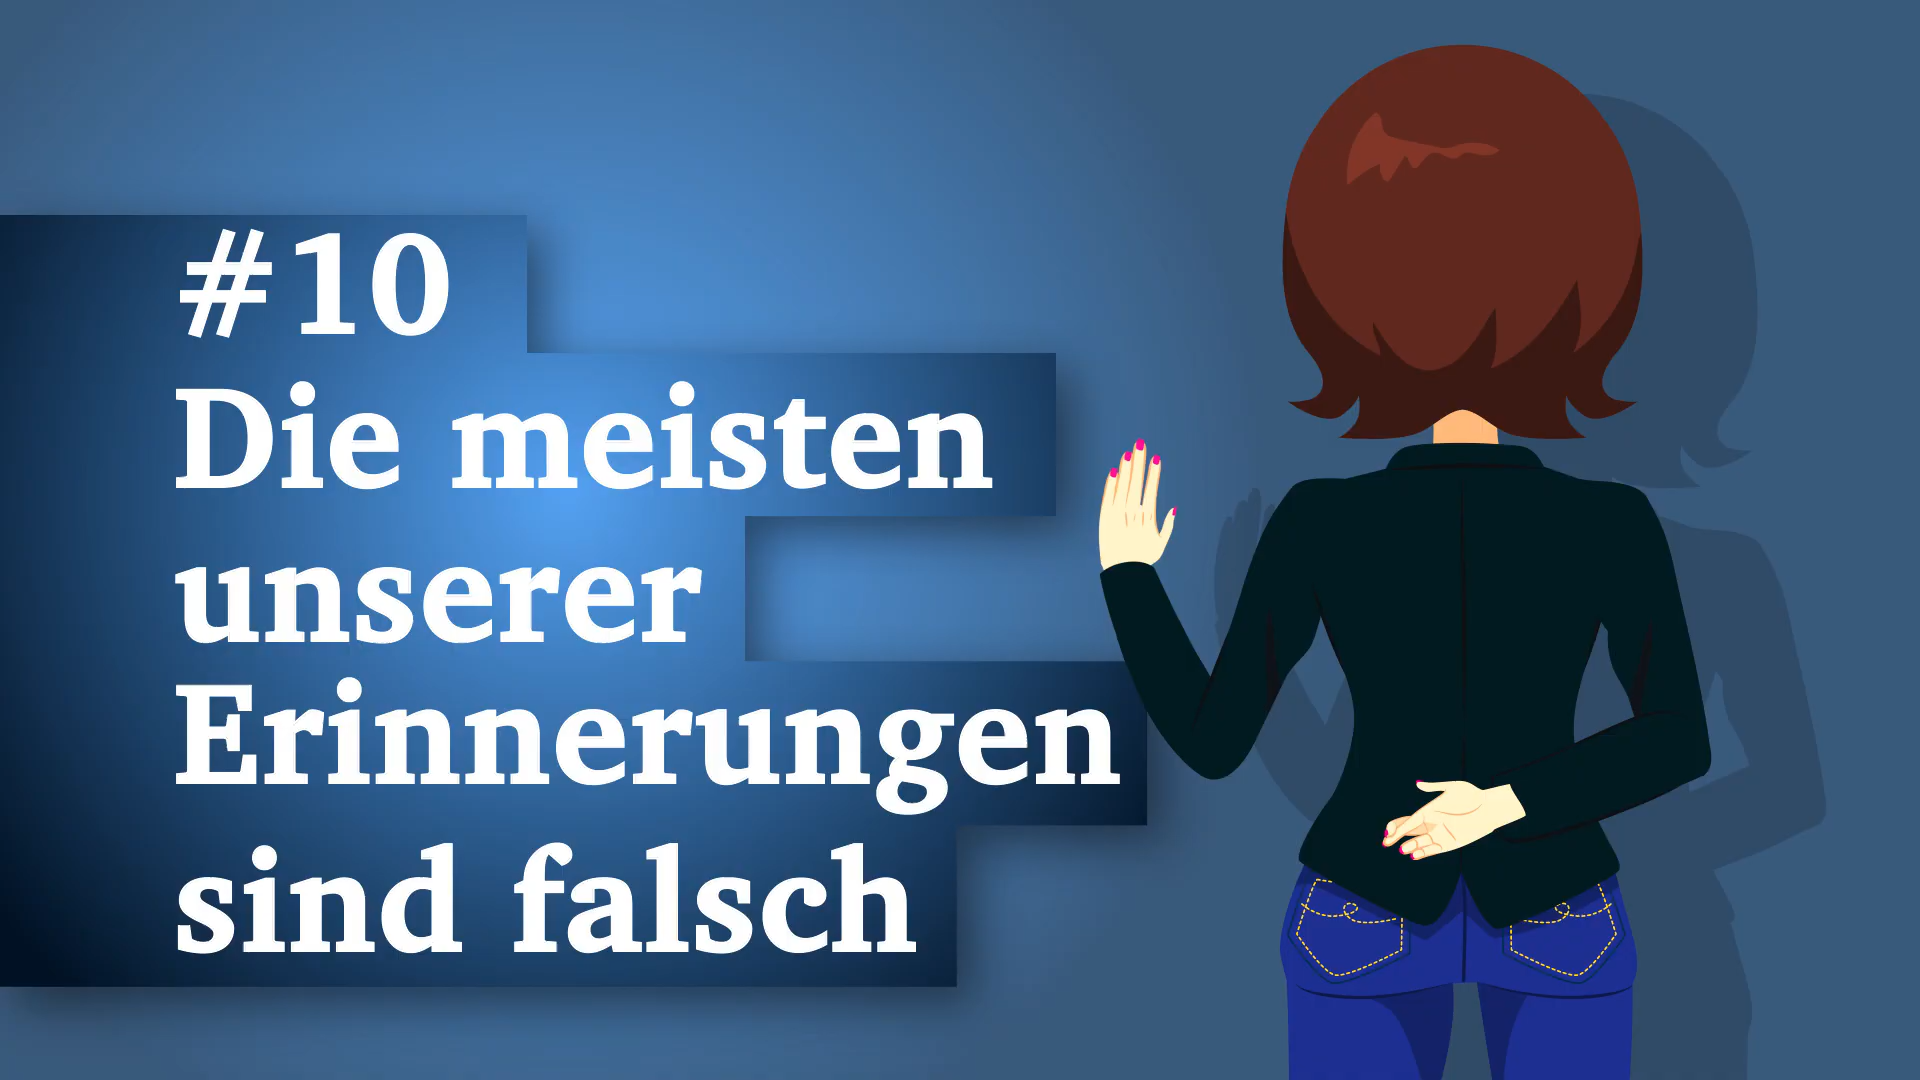 #10
Die meisten
unserer
Erinnerungen
sind falsch